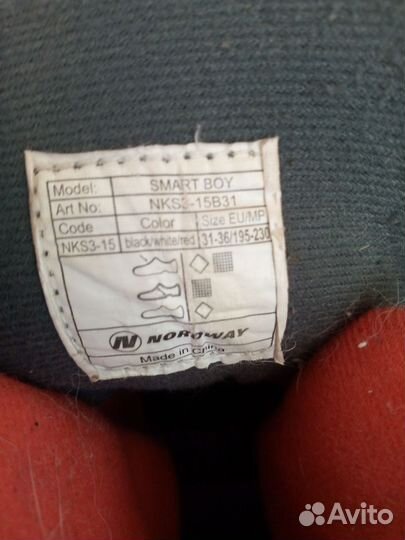 Model: SMART BOY
Art No: NKS3-15B31
Code Color Size EU/MP
NKS3-15 black/white/red 31-36/195-230
NORDWAY
Made in China
Avito